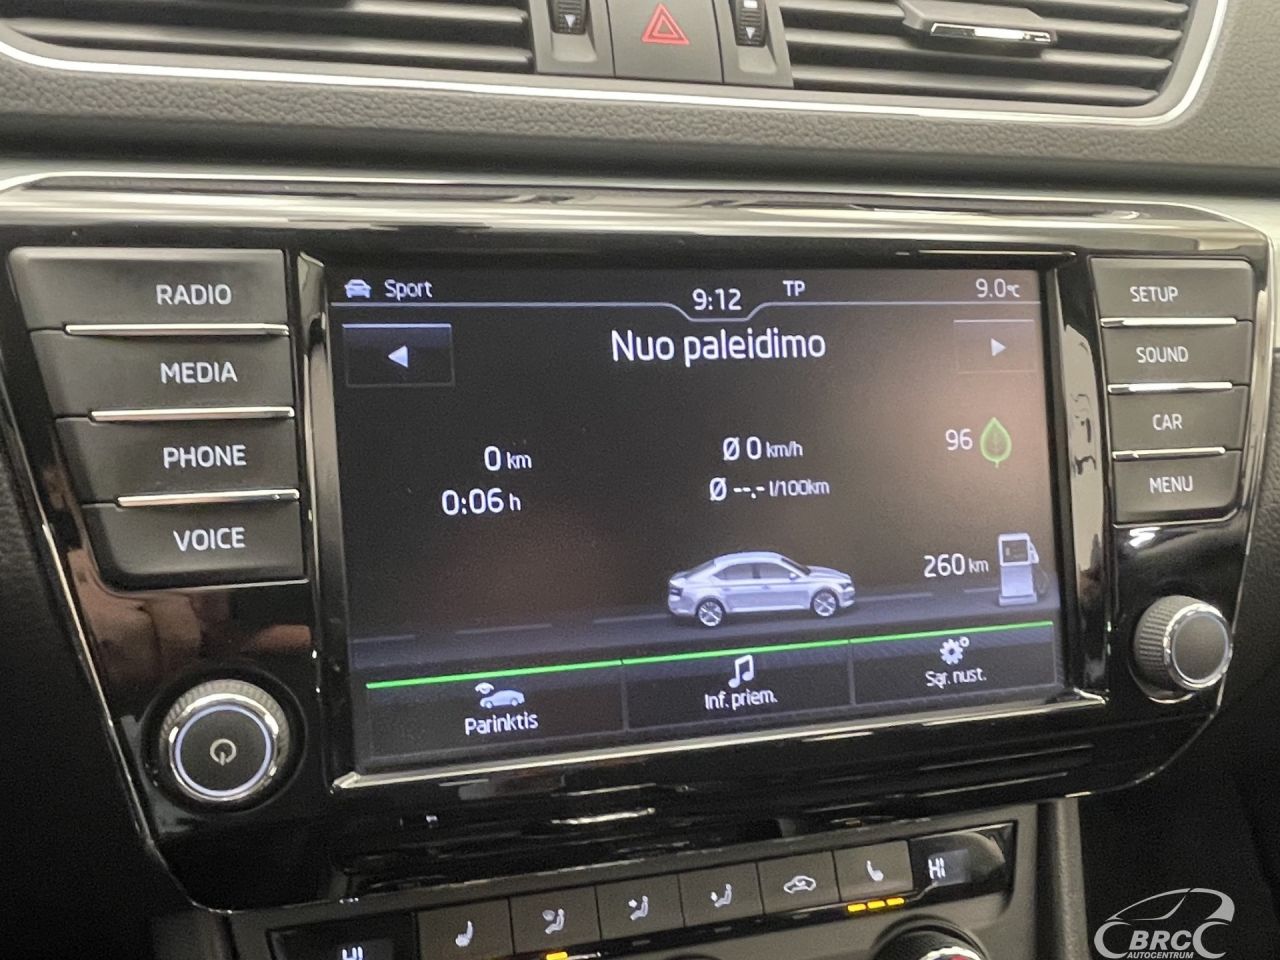 RADIO
MEDIA
PHONE
VOICE
Sport
9:12
TP
9.0°C
Nuo paleidimo
0 km
0:06 h
Ø 0 km/h
Ø --.- l/100km
96
260 km
Parinktis
Inf. priem.
Sąr. nust.
SETUP
SOUND
CAR
MENU
HI
HI
BRC
AUTOCENTRUM